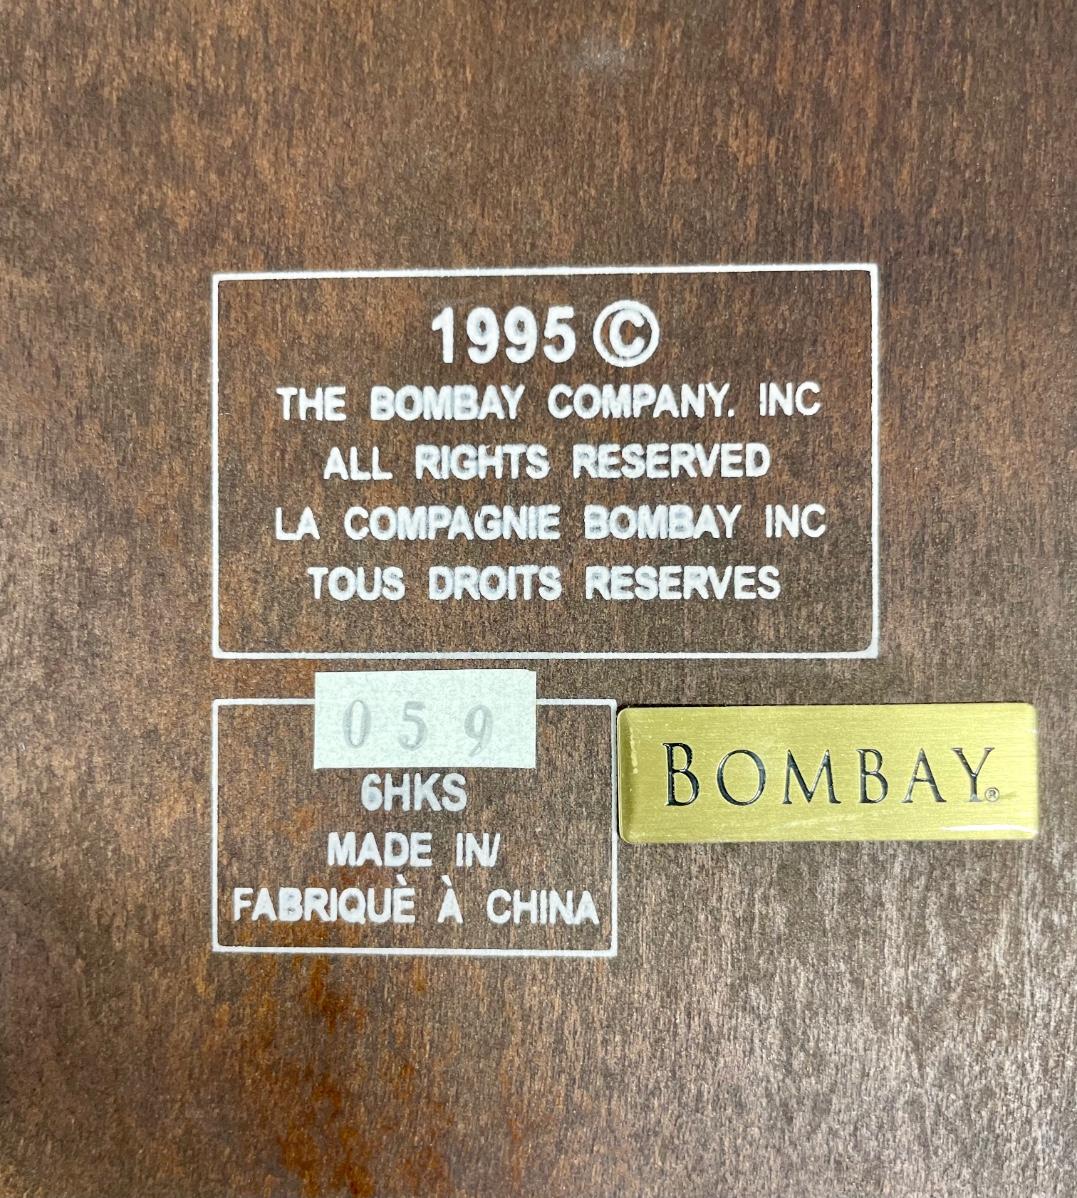 1995 ©
THE BOMBAY COMPANY. INC
ALL RIGHTS RESERVED
LA COMPAGNIE BOMBAY INC
TOUS DROITS RESERVES
059
6HKS
MADE IN/
FABRIQUÈ À CHINA
BOMBAY®